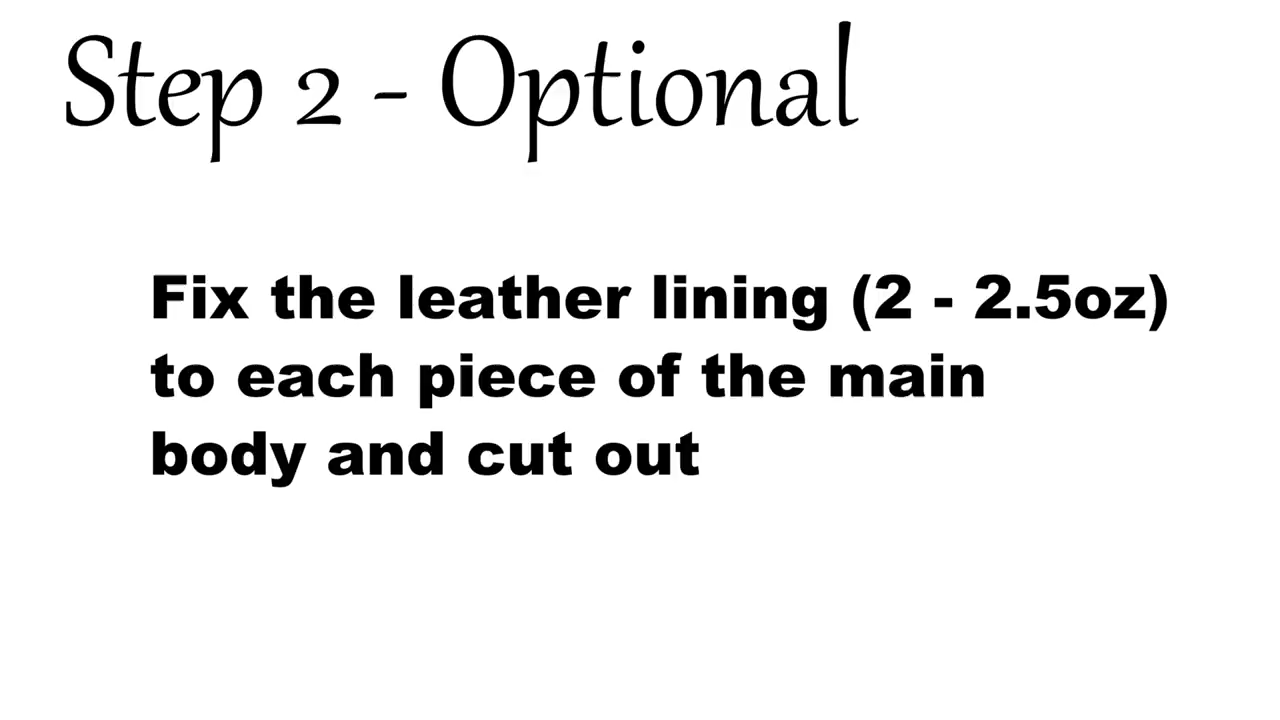 Step 2 - Optional
Fix the leather lining (2 - 2.5oz)
to each piece of the main
body and cut out